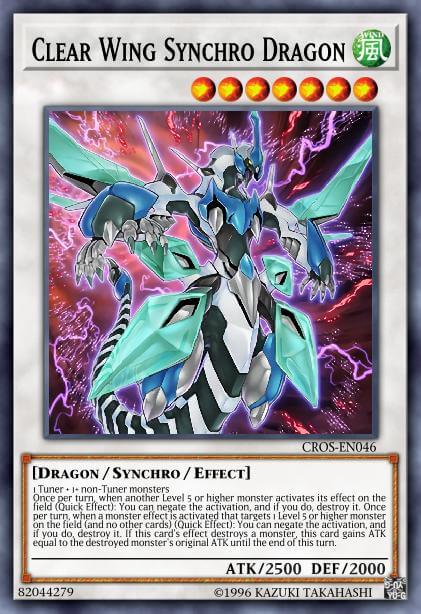 CLEAR WING SYNCHRO DRAGON
WIND
風
CROS-EN046
[DRAGON / SYNCHRO / EFFECT]
1 Tuner + 1+ non-Tuner monsters
Once per turn, when another Level 5 or higher monster activates its effect on the
field (Quick Effect): You can negate the activation, and if you do, destroy it. Once
per turn, when a monster effect is activated that targets 1 Level 5 or higher monster
on the field (and no other cards) (Quick Effect): You can negate the activation, and
if you do, destroy it. If this card's effect destroys a monster, this card gains ATK
equal to the destroyed monster's original ATK until the end of this turn.
ATK/2500 DEF/2000
82044279
©1996 KAZUKI TAKAHASHI